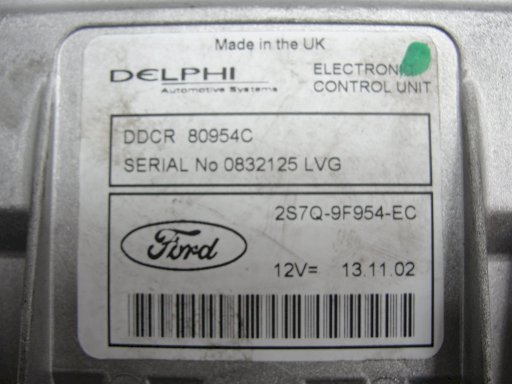 Made in the UK
DELPHI
Automotive Systems
ELECTRONIC
CONTROL UNIT
DDCR 80954C
SERIAL No 0832125 LVG
2S7Q-9F954-EC
Ford
12V= 13.11.02